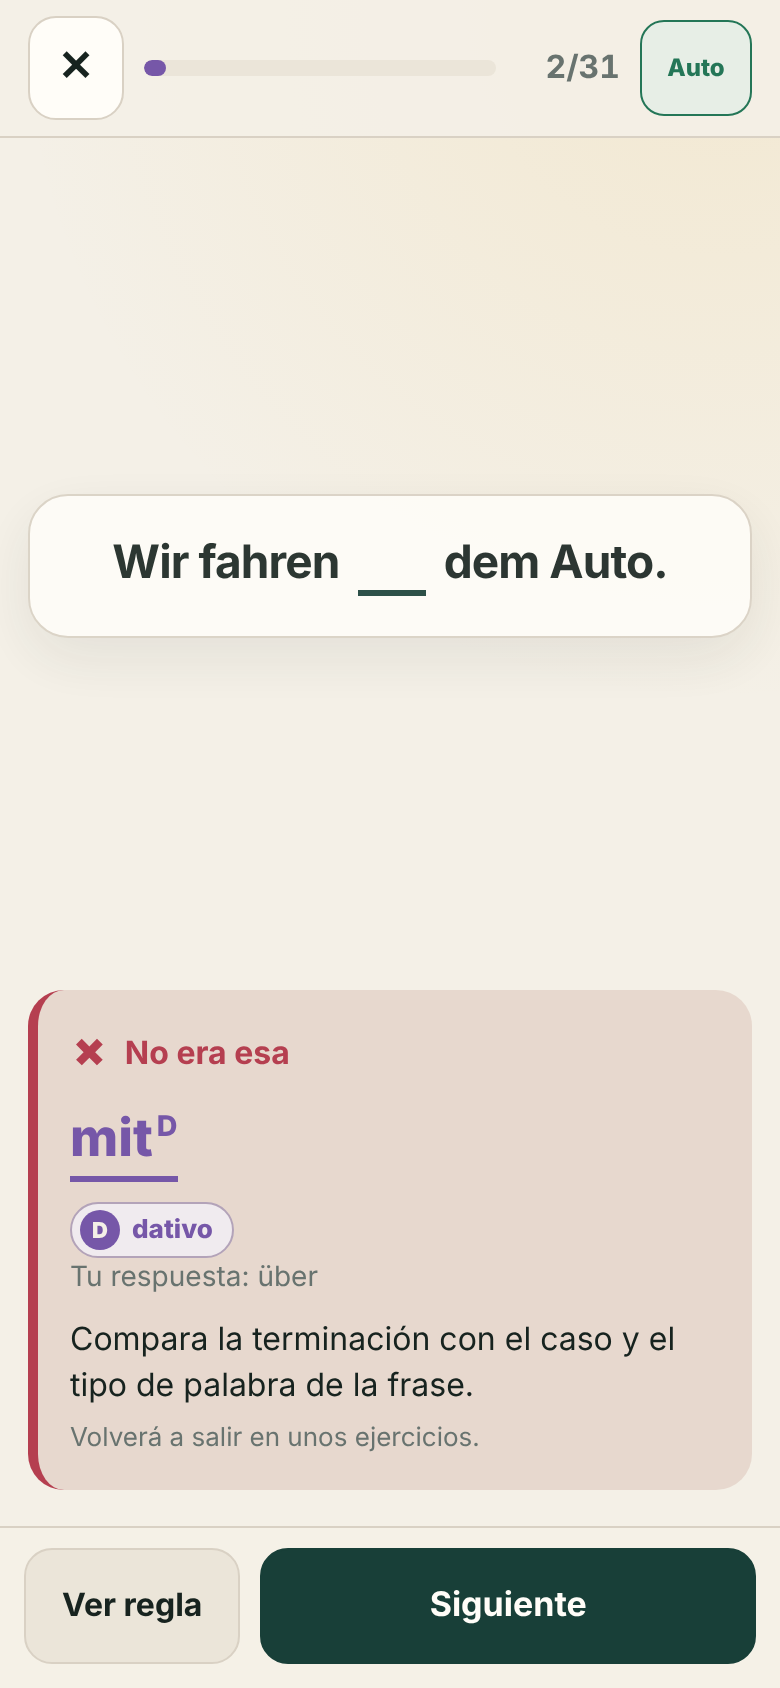 ✕ 2/31 Auto
Wir fahren ___ dem Auto.
✖ No era esa
mitᴰ
D dativo
Tu respuesta: über
Compara la terminación con el caso y el
tipo de palabra de la frase.
Volverá a salir en unos ejercicios.
Ver regla Siguiente